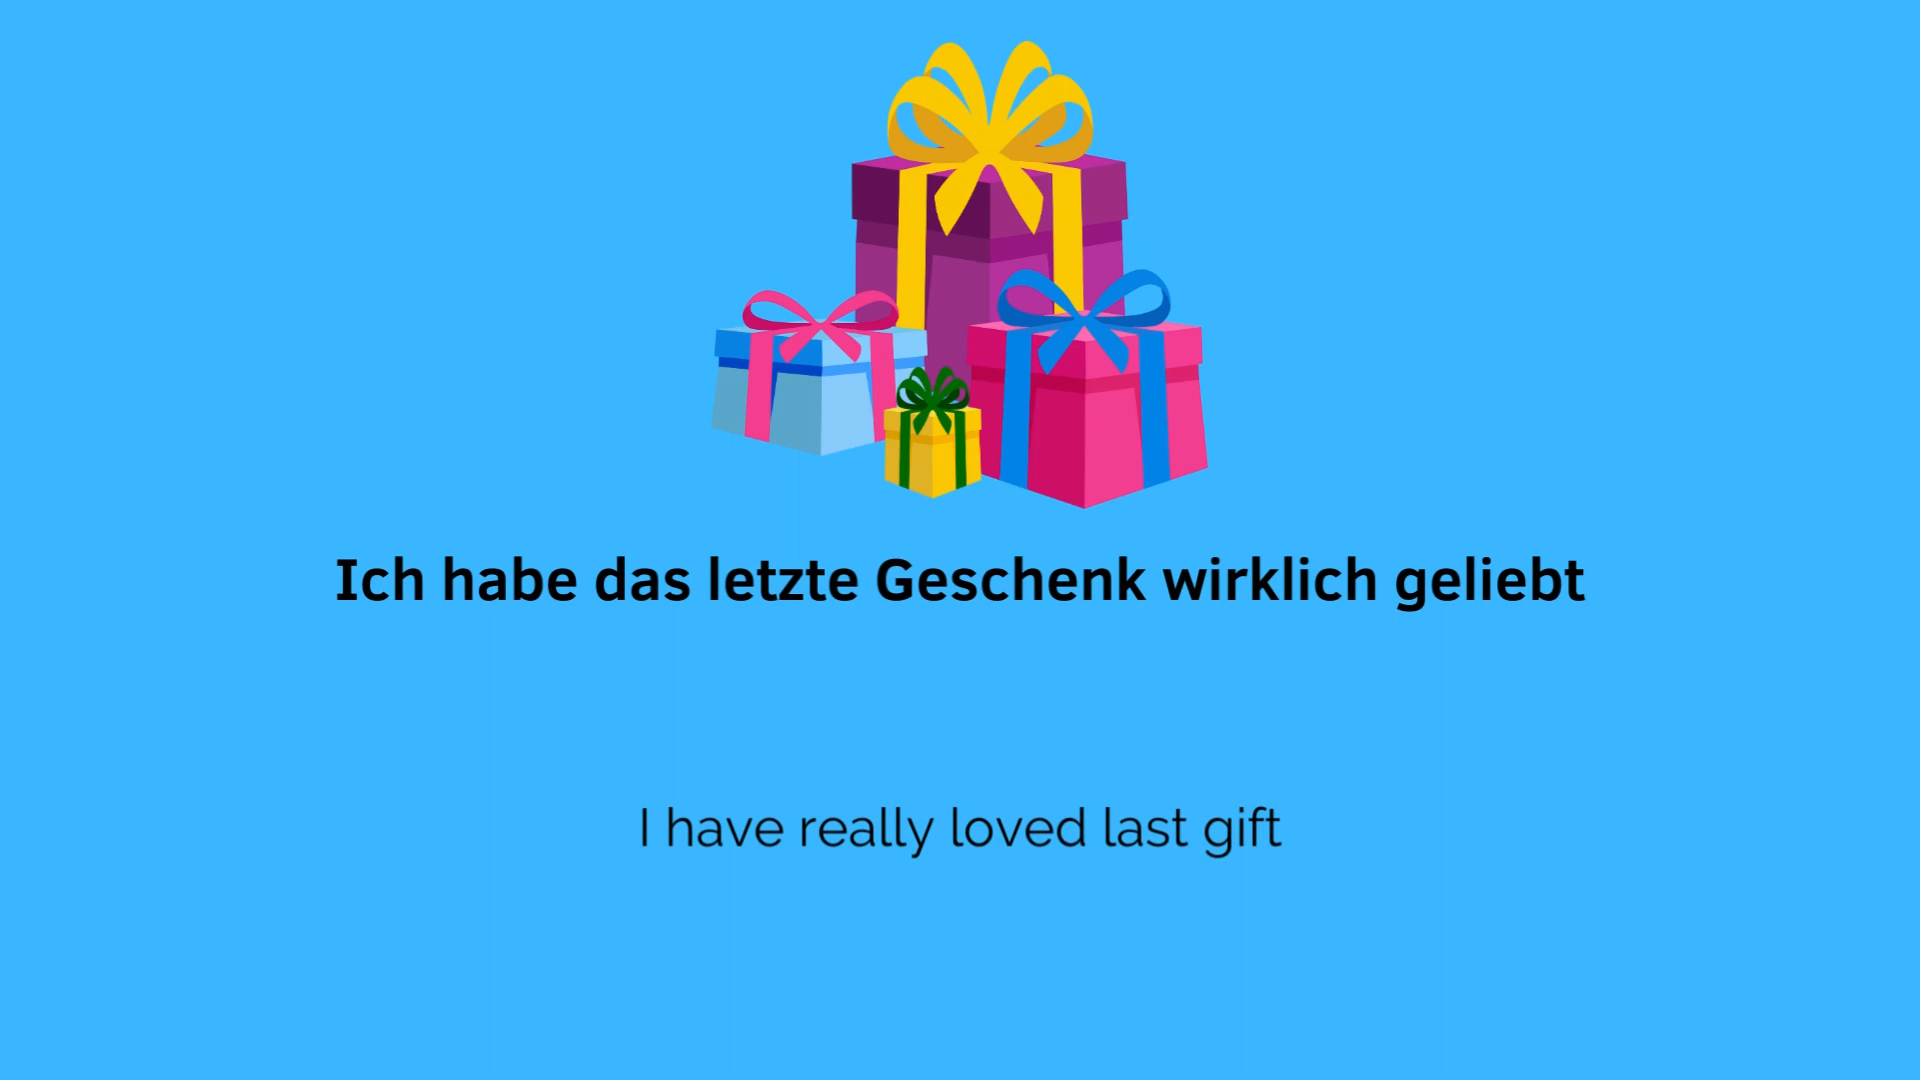 Ich habe das letzte Geschenk wirklich geliebt
I have really loved last gift